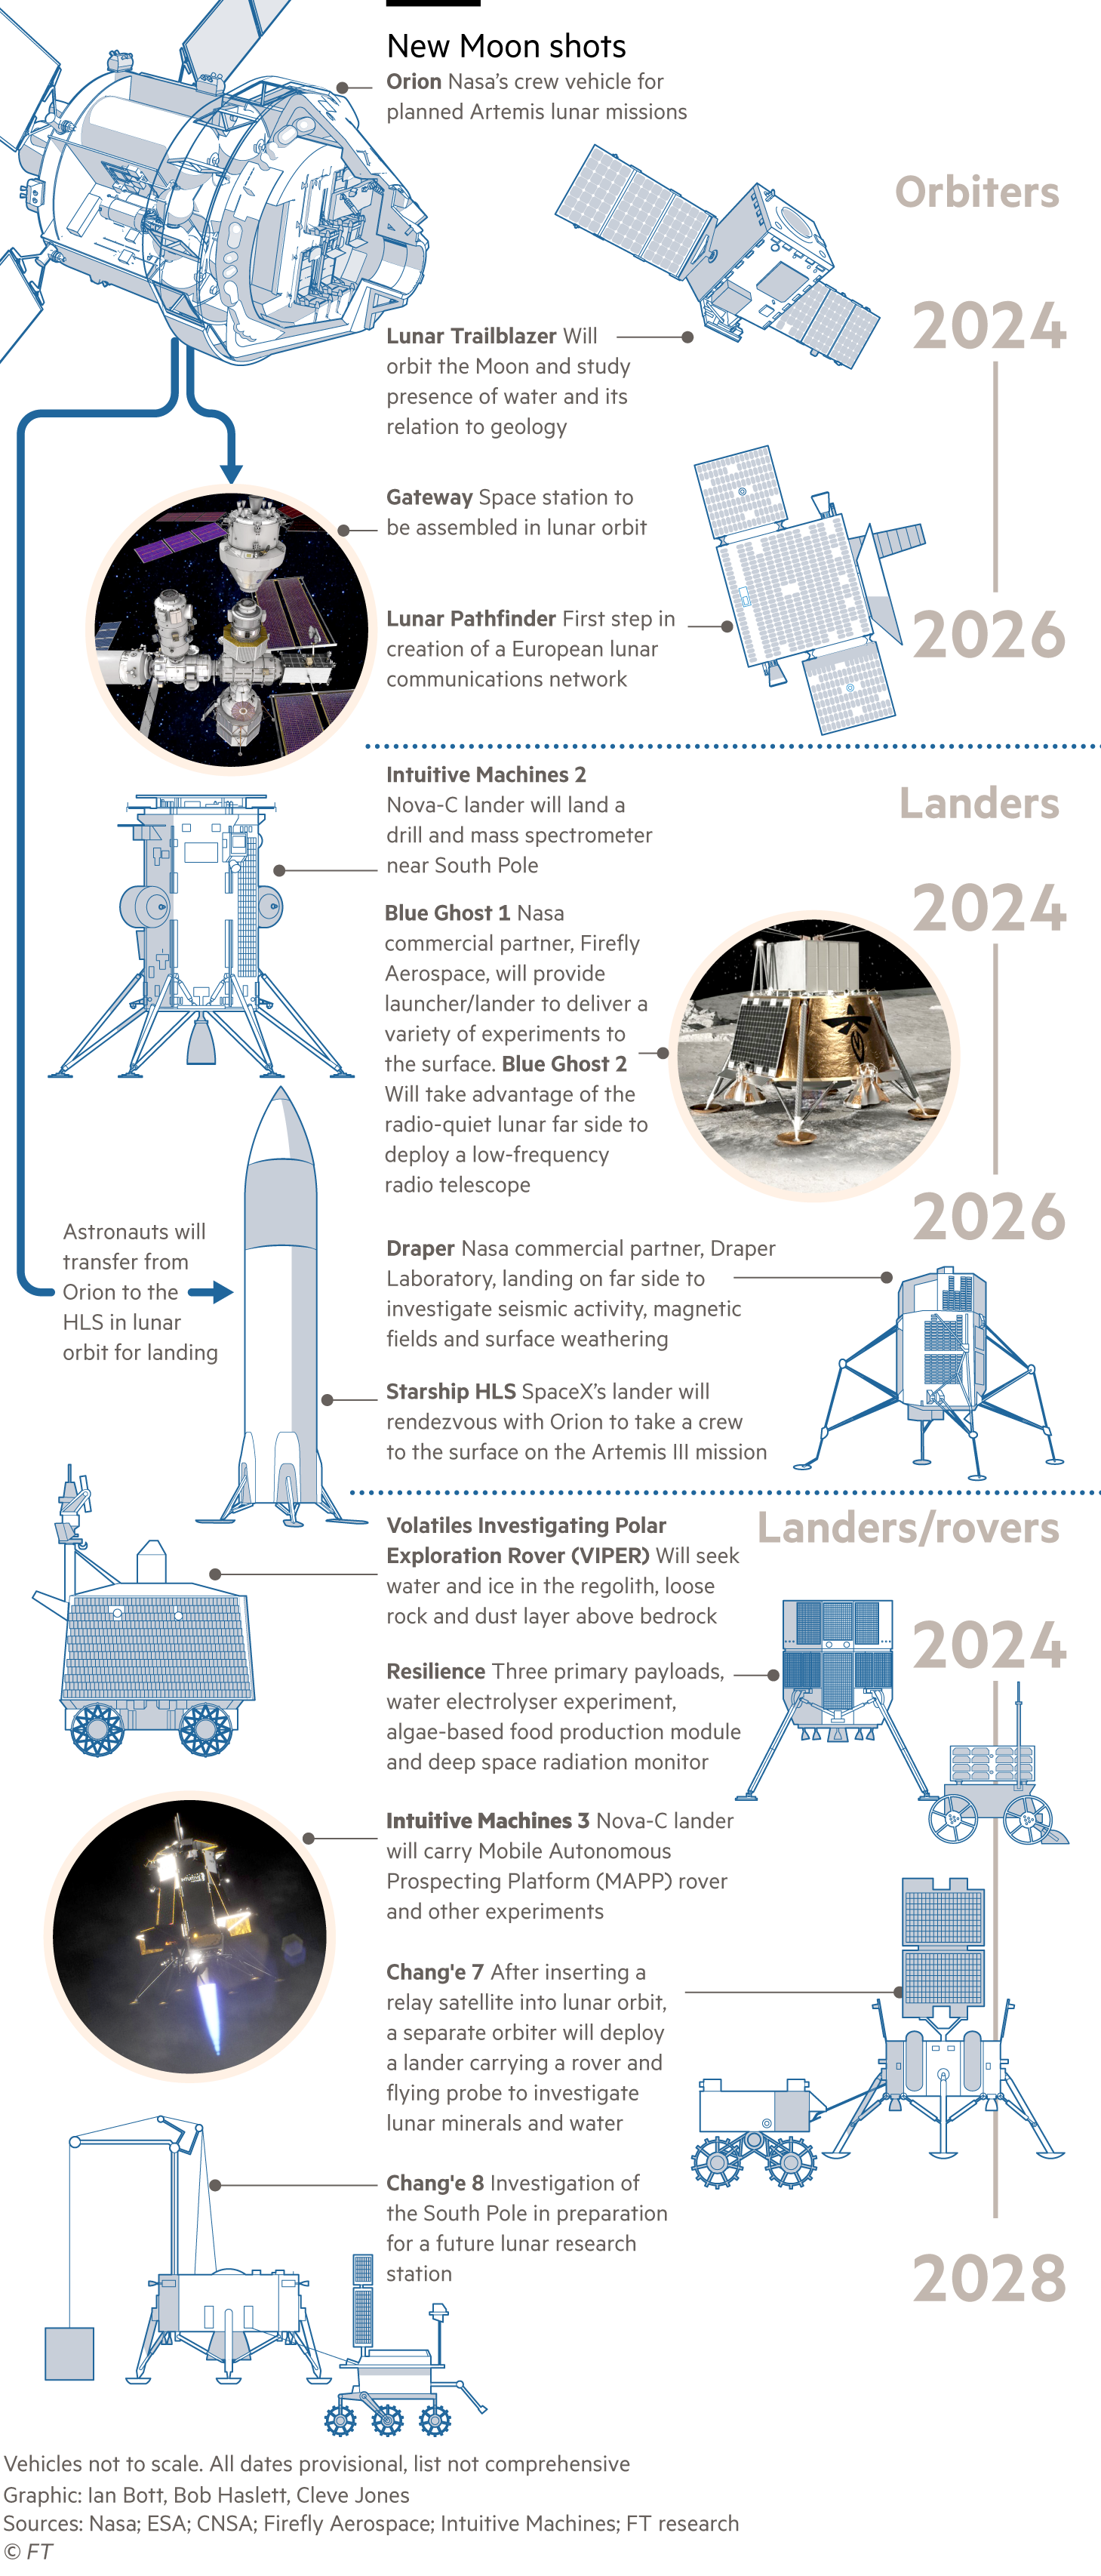 New Moon shots
Orion Nasa’s crew vehicle for
planned Artemis lunar missions
Orbiters
2024
Lunar Trailblazer Will
orbit the Moon and study
presence of water and its
relation to geology
Gateway Space station to
be assembled in lunar orbit
Lunar Pathfinder First step in
creation of a European lunar
communications network
2026
Landers
Intuitive Machines 2
Nova-C lander will land a
drill and mass spectrometer
near South Pole
2024
Blue Ghost 1 Nasa
commercial partner, Firefly
Aerospace, will provide
launcher/lander to deliver a
variety of experiments to
the surface. Blue Ghost 2
Will take advantage of the
radio-quiet lunar far side to
deploy a low-frequency
radio telescope
2026
Astronauts will
transfer from
Orion to the
HLS in lunar
orbit for landing
Draper Nasa commercial partner, Draper
Laboratory, landing on far side to
investigate seismic activity, magnetic
fields and surface weathering
Starship HLS SpaceX’s lander will
rendezvous with Orion to take a crew
to the surface on the Artemis III mission
Landers/rovers
Volatiles Investigating Polar
Exploration Rover (VIPER) Will seek
water and ice in the regolith, loose
rock and dust layer above bedrock
2024
Resilience Three primary payloads,
water electrolyser experiment,
algae-based food production module
and deep space radiation monitor
Intuitive Machines 3 Nova-C lander
will carry Mobile Autonomous
Prospecting Platform (MAPP) rover
and other experiments
Chang'e 7 After inserting a
relay satellite into lunar orbit,
a separate orbiter will deploy
a lander carrying a rover and
flying probe to investigate
lunar minerals and water
Chang'e 8 Investigation of
the South Pole in preparation
for a future lunar research
station
2028
Vehicles not to scale. All dates provisional, list not comprehensive
Graphic: Ian Bott, Bob Haslett, Cleve Jones
Sources: Nasa; ESA; CNSA; Firefly Aerospace; Intuitive Machines; FT research
© FT